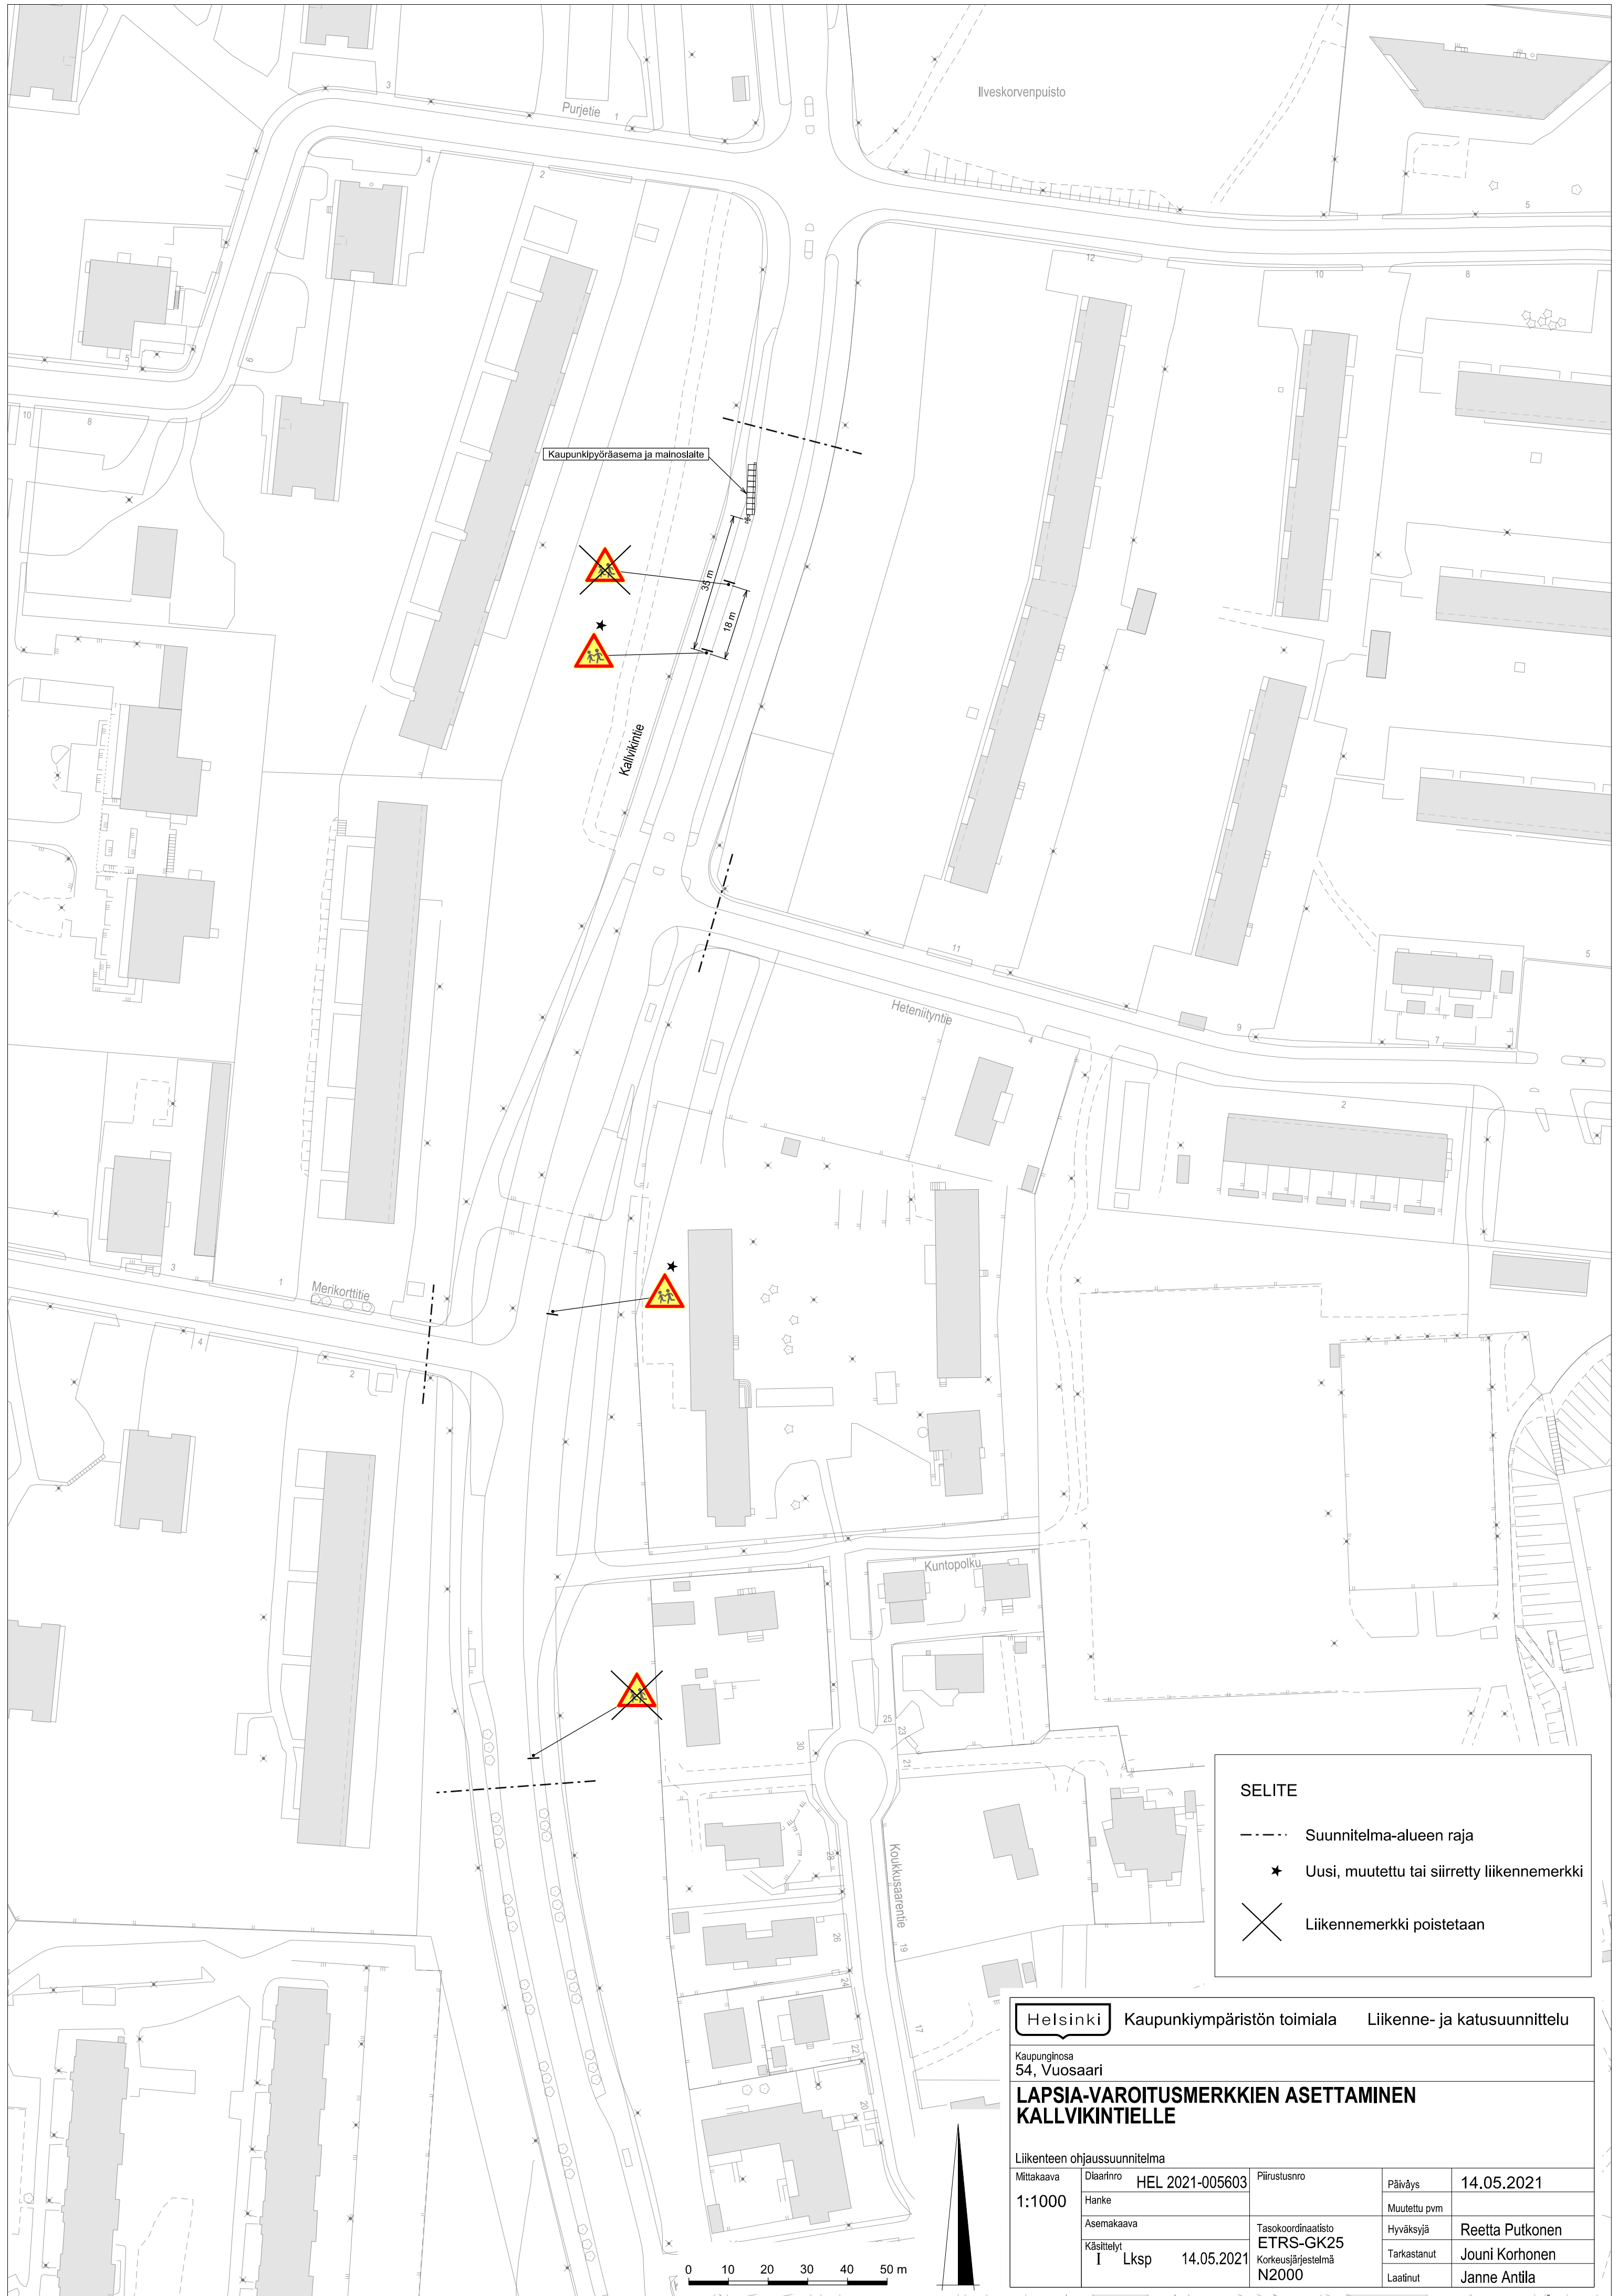 Ilveskorvenpuisto
3
Purjetie
1
4
2
5
12
10
8
5
6
10
8
Kaupunkipyöräasema ja mainoslaite
35 m
18 m
Kallvikintie
11
5
Heteniityntie
4
9
7
2
3
1
Merikorttitie
4
2
Kuntopolku
25
23
21
30
28
Koukkusaarentie
26
19
24
17
22
20
SELITE
Suunnitelma-alueen raja
Uusi, muutettu tai siirretty liikennemerkki
Liikennemerkki poistetaan
Helsinki Kaupunkiympäristön toimiala Liikenne- ja katusuunnittelu
Kaupunginosa
54, Vuosaari
LAPSIA-VAROITUSMERKKIEN ASETTAMINEN
KALLVIKINTIELLE
Liikenteen ohjaussuunnitelma
Mittakaava
1:1000
Diaarinro HEL 2021-005603
Hanke
Asemakaava
Käsittelyt
I Lksp 14.05.2021
Piirustusnro
Tasokoordinaatisto
ETRS-GK25
Korkeusjärjestelmä
N2000
Päiväys 14.05.2021
Muutettu pvm
Hyväksyjä Reetta Putkonen
Tarkastanut Jouni Korhonen
Laatinut Janne Antila
0 10 20 30 40 50 m